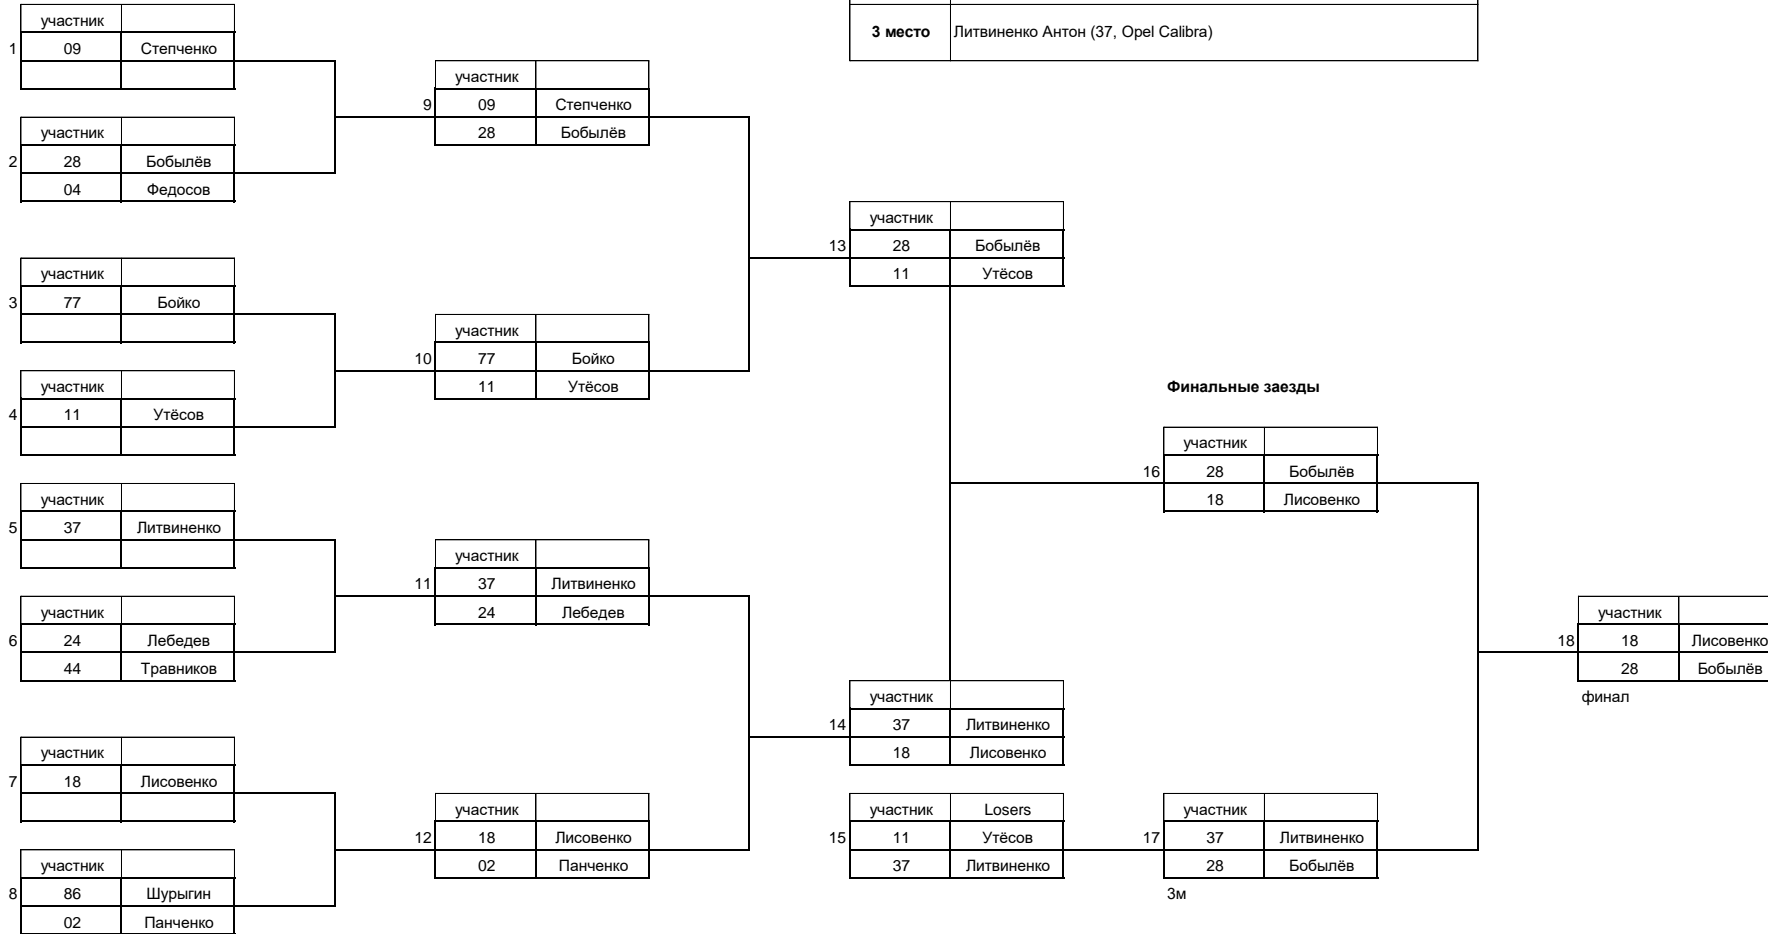 3 место Литвиненко Антон (37, Opel Calibra)
участник
1 09 Степченко
участник
2 28 Бобылёв
04 Федосов
участник
3 77 Бойко
участник
4 11 Утёсов
участник
5 37 Литвиненко
участник
6 24 Лебедев
44 Травников
участник
7 18 Лисовенко
участник
8 86 Шурыгин
02 Панченко
участник
9 09 Степченко
28 Бобылёв
участник
10 77 Бойко
11 Утёсов
участник
11 37 Литвиненко
24 Лебедев
участник
12 18 Лисовенко
02 Панченко
участник
13 28 Бобылёв
11 Утёсов
участник
14 37 Литвиненко
18 Лисовенко
участник Losers
15 11 Утёсов
37 Литвиненко
Финальные заезды
участник
16 28 Бобылёв
18 Лисовенко
участник
17 37 Литвиненко
28 Бобылёв
3м
участник
18 18 Лисовенко
28 Бобылёв
финал